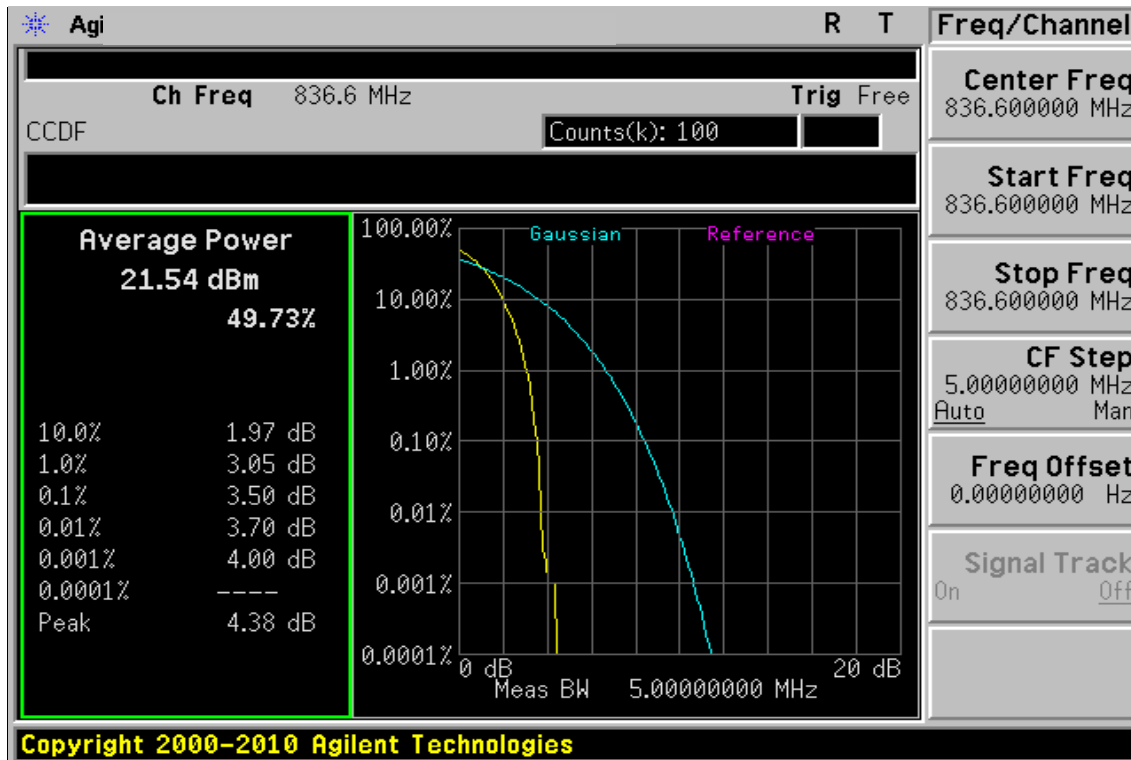 Agi R T
Freq/Channel
Ch Freq 836.6 MHz Trig Free
CCDF Counts(k): 100
Average Power
21.54 dBm
49.73%
10.0% 1.97 dB
1.0% 3.05 dB
0.1% 3.50 dB
0.01% 3.70 dB
0.001% 4.00 dB
0.0001% ----
Peak 4.38 dB
100.00%
10.00%
1.00%
0.10%
0.01%
0.001%
0.0001%
Gaussian Reference
0 dB 20 dB
Meas BW 5.00000000 MHz
Center Freq
836.600000 MHz
Start Freq
836.600000 MHz
Stop Freq
836.600000 MHz
CF Step
5.00000000 MHz
Auto Man
Freq Offset
0.00000000 Hz
Signal Track
On Off
Copyright 2000-2010 Agilent Technologies